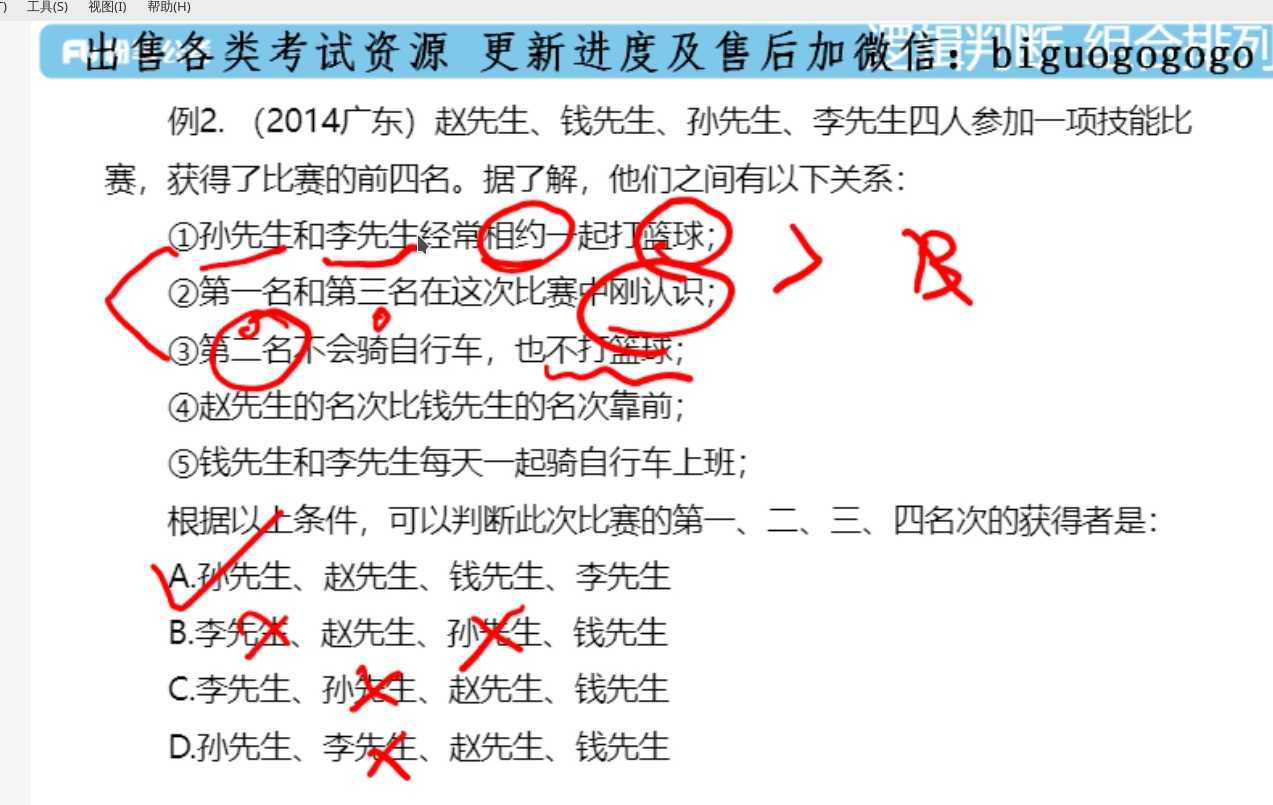 工具(S) 视图(I) 帮助(H)
出售各类考试资源 更新进度及售后加微信：biguogogogo
例2. （2014广东）赵先生、钱先生、孙先生、李先生四人参加一项技能比
赛，获得了比赛的前四名。据了解，他们之间有以下关系：
①孙先生和李先生经常相约一起打篮球；
②第一名和第三名在这次比赛中刚认识；
③第二名不会骑自行车，也不打篮球；
④赵先生的名次比钱先生的名次靠前；
⑤钱先生和李先生每天一起骑自行车上班；
根据以上条件，可以判断此次比赛的第一、二、三、四名次的获得者是：
A.孙先生、赵先生、钱先生、李先生
B.李先生、赵先生、孙先生、钱先生
C.李先生、孙先生、赵先生、钱先生
D.孙先生、李先生、赵先生、钱先生